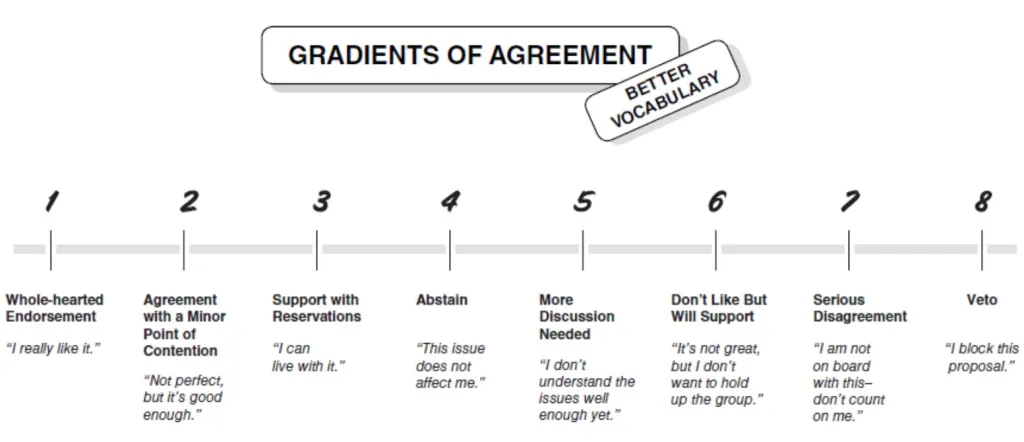 GRADIENTS OF AGREEMENT
BETTER
VOCABULARY
1
2
3
4
5
6
7
8
Whole-hearted
Endorsement
“I really like it.”
Agreement
with a Minor
Point of
Contention
“Not perfect,
but it’s good
enough.”
Support with
Reservations
“I can
live with it.”
Abstain
“This issue
does not
affect me.”
More
Discussion
Needed
“I don’t
understand the
issues well
enough yet.”
Don’t Like But
Will Support
“It’s not great,
but I don’t
want to hold
up the group.”
Serious
Disagreement
“I am not
on board
with this–
don’t count
on me.”
Veto
“I block this
proposal.”